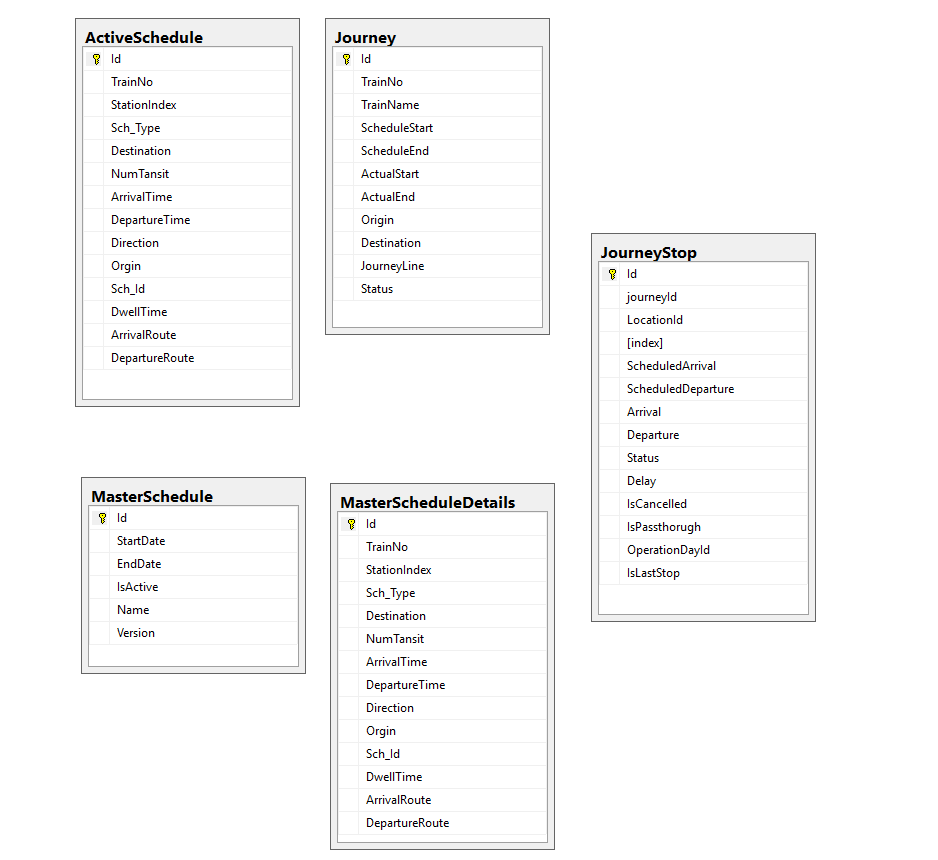 ActiveSchedule
Id
TrainNo
StationIndex
Sch_Type
Destination
NumTansit
ArrivalTime
DepartureTime
Direction
Orgin
Sch_Id
DwellTime
ArrivalRoute
DepartureRoute
Journey
Id
TrainNo
TrainName
ScheduleStart
ScheduleEnd
ActualStart
ActualEnd
Origin
Destination
JourneyLine
Status
JourneyStop
Id
journeyId
LocationId
[index]
ScheduledArrival
ScheduledDeparture
Arrival
Departure
Status
Delay
IsCancelled
IsPassthorugh
OperationDayId
IsLastStop
MasterSchedule
Id
StartDate
EndDate
IsActive
Name
Version
MasterScheduleDetails
Id
TrainNo
StationIndex
Sch_Type
Destination
NumTansit
ArrivalTime
DepartureTime
Direction
Orgin
Sch_Id
DwellTime
ArrivalRoute
DepartureRoute